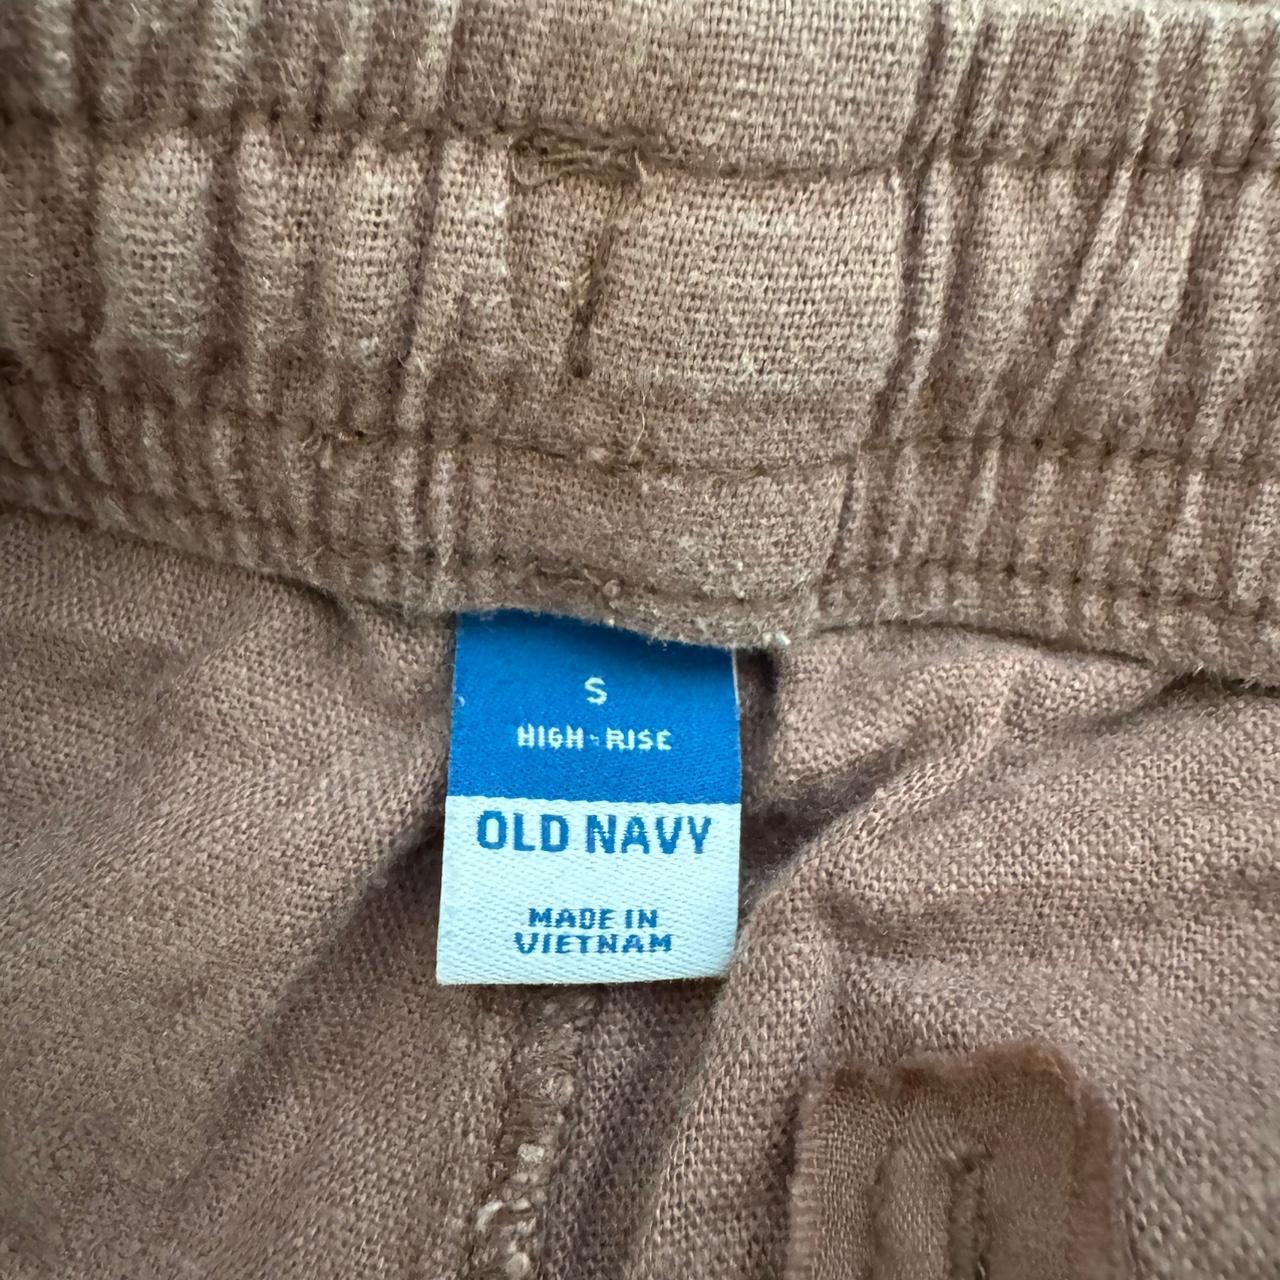 S
HIGH-RISE
OLD NAVY
MADE IN
VIETNAM